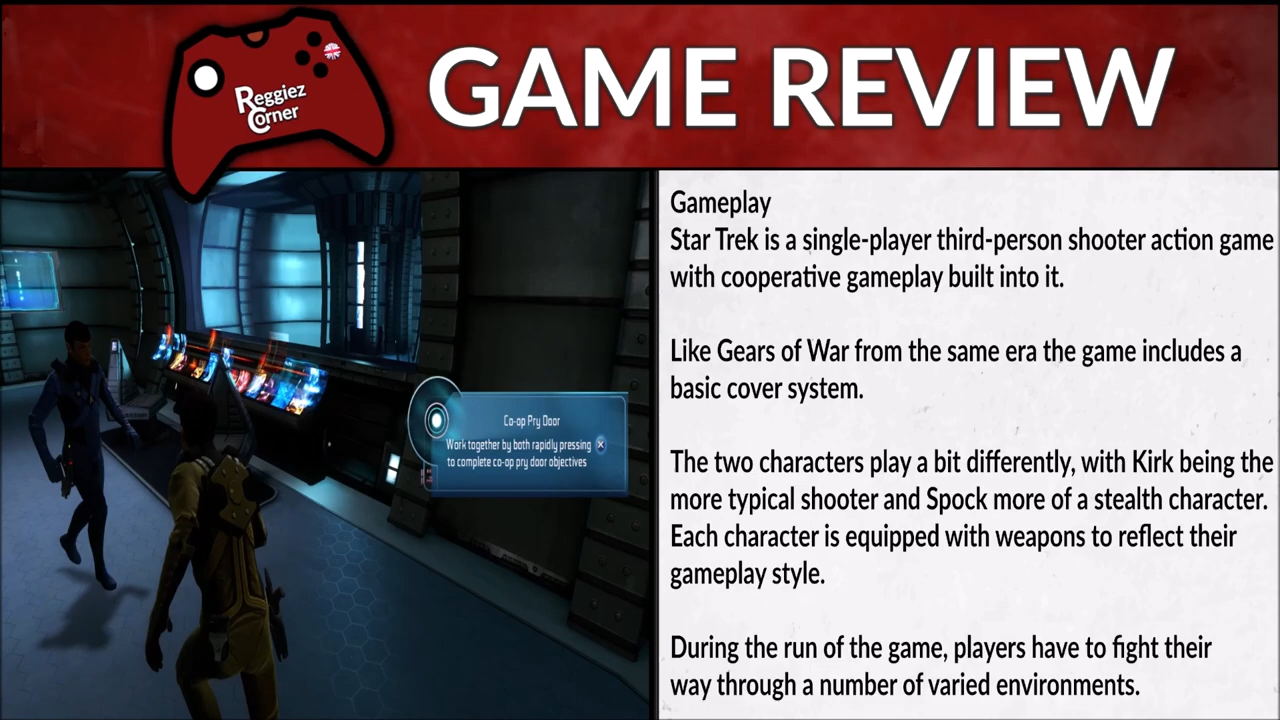 Reggiez
Corner
GAME REVIEW
Co-op Pry Door
Work together by both rapidly pressing
to complete co-op pry door objectives
Gameplay
Star Trek is a single-player third-person shooter action game
with cooperative gameplay built into it.
Like Gears of War from the same era the game includes a
basic cover system.
The two characters play a bit differently, with Kirk being the
more typical shooter and Spock more of a stealth character.
Each character is equipped with weapons to reflect their
gameplay style.
During the run of the game, players have to fight their
way through a number of varied environments.